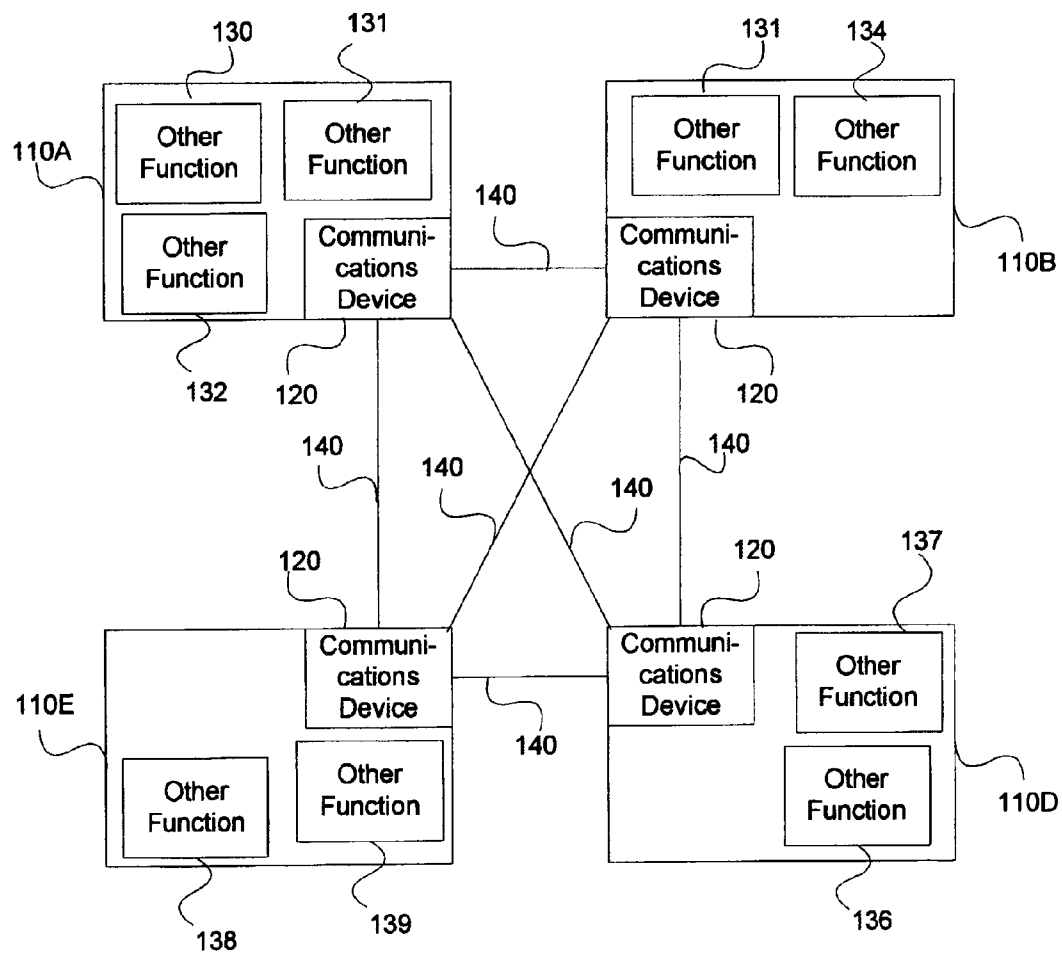 130
131
131
134
Other
Function
Other
Function
Other
Function
Other
Function
110A
140
Other
Function
Communi-
cations
Device
Communi-
cations
Device
110B
132
120
120
140
140
140
140
120
120
137
Communi-
cations
Device
Communi-
cations
Device
Other
Function
110E
140
110D
Other
Function
Other
Function
Other
Function
138
139
136